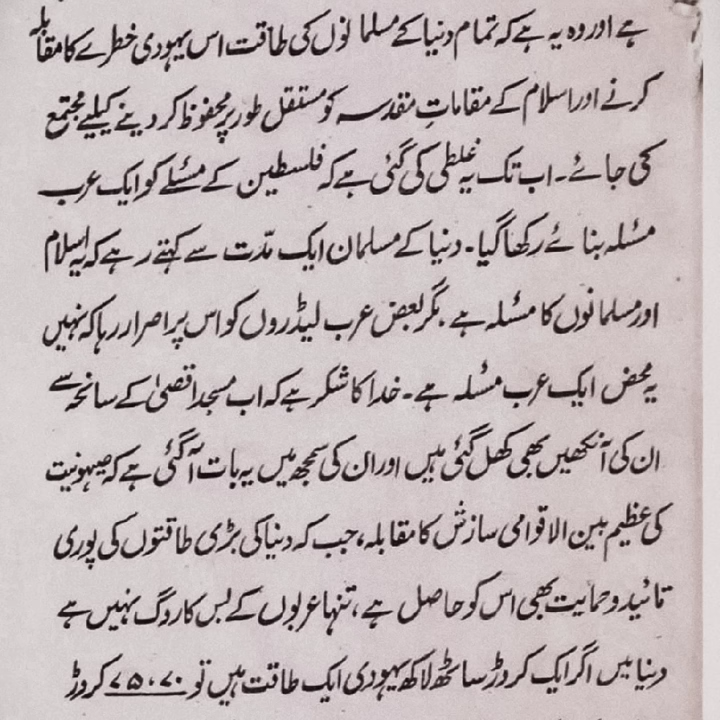 ہے اور وہ یہ ہے کہ تمام دنیا کے مسلمانوں کی طاقت اس یہودی خطرے کا مقابلہ
کرنے اور اسلام کے مقاماتِ مقدسہ کو مستقل طور پر محفوظ کر دینے کیلیے مجتمع
کی جائے۔ اب تک یہ غلطی کی گئی ہے کہ فلسطین کے مسئلے کو ایک عرب
مسئلہ بنائے رکھا گیا۔ دنیا کے مسلمان ایک مدّت سے کہتے رہے کہ یہ اسلام
اور مسلمانوں کا مسئلہ ہے، مگر بعض عرب لیڈروں کو اس پر اصرار رہا کہ نہیں
یہ محض ایک عرب مسئلہ ہے۔ خدا کا شکر ہے کہ اب مسجد اقصیٰ کے سانحہ سے
ان کی آنکھیں بھی کھل گئی ہیں اور ان کی سمجھ میں یہ بات آ گئی ہے کہ صیہونیت
کی عظیم بین الاقوامی سازش کا مقابلہ، جب کہ دنیا کی بڑی طاقتوں کی پوری
تائید و حمایت بھی اس کو حاصل ہے، تنہا عربوں کے بس کا روگ نہیں ہے
دنیا میں اگر ایک کروڑ ساٹھ لاکھ یہودی ایک طاقت ہیں تو ۷۰، ۷۵ کروڑ